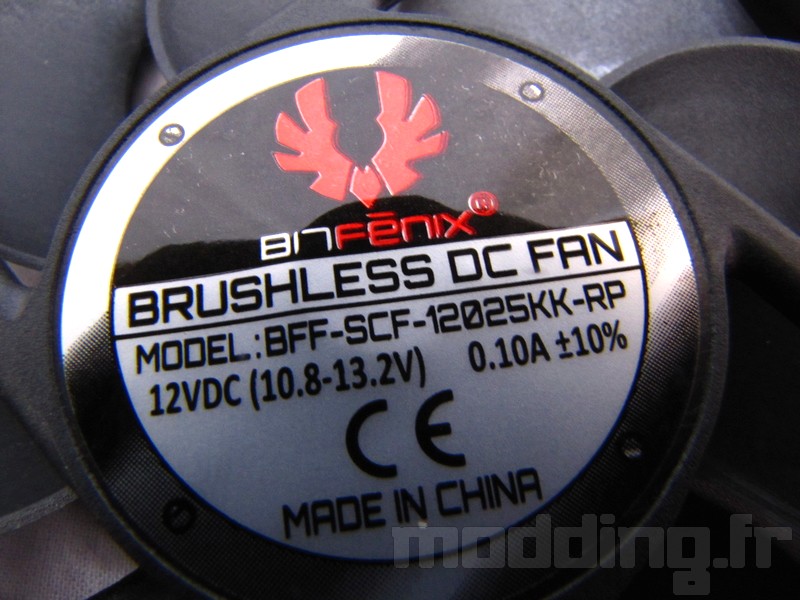 BITFENIX®
BRUSHLESS DC FAN
MODEL:BFF-SCF-12025KK-RP
12VDC (10.8-13.2V) 0.10A ±10%
CE
MADE IN CHINA
modding.fr